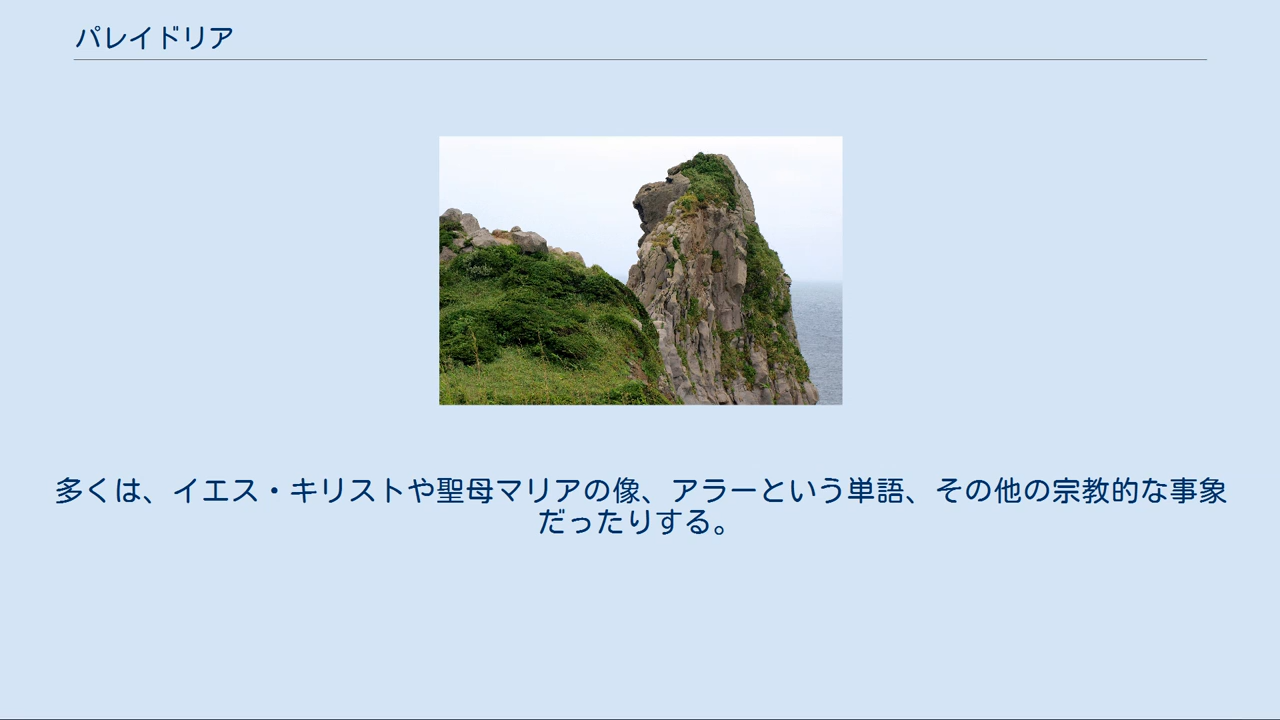 パレイドリア
多くは、イエス・キリストや聖母マリアの像、アラーという単語、その他の宗教的な事象
だったりする。